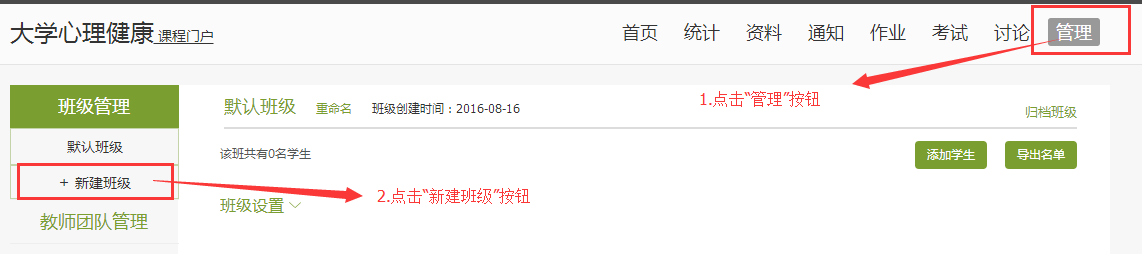 大学心理健康 课程门户
首页 统计 资料 通知 作业 考试 讨论 管理
1.点击“管理”按钮
班级管理
默认班级
+ 新建班级
教师团队管理
默认班级 重命名 班级创建时间：2016-08-16
归档班级
该班共有0名学生
添加学生 导出名单
2.点击“新建班级”按钮
班级设置